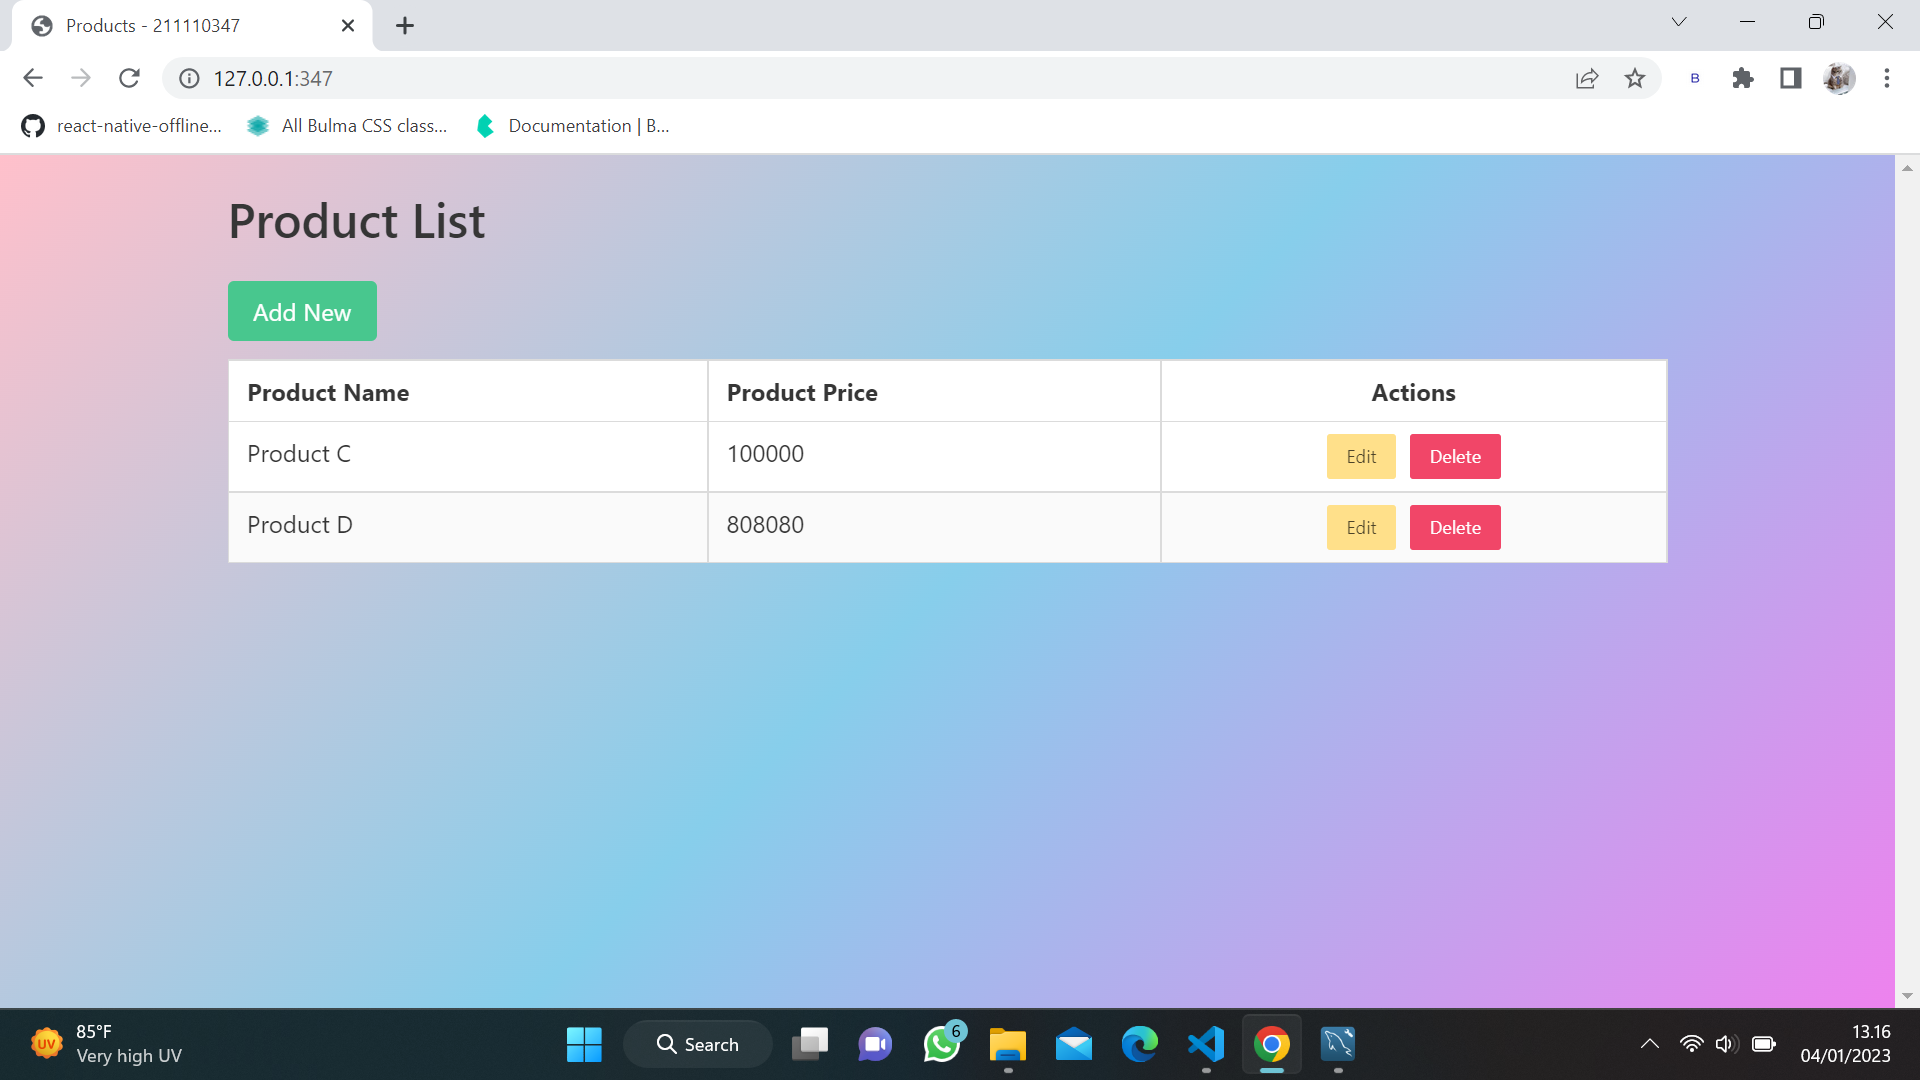 Products - 211110347
127.0.0.1:347
B
react-native-offline...
All Bulma CSS class...
Documentation | B...
Product List
Add New
Product Name Product Price Actions
Product C 100000 Edit Delete
Product D 808080 Edit Delete
UV
85°F
Very high UV
Search
6
13.16
04/01/2023